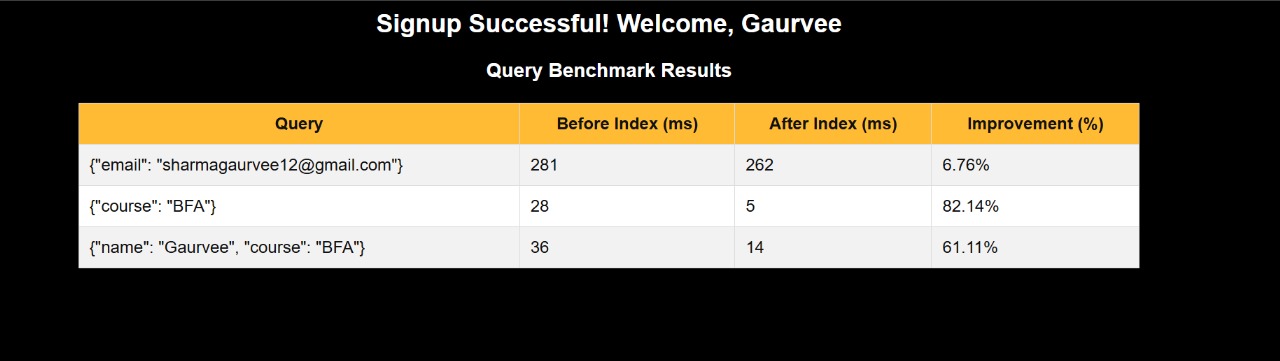 Signup Successful! Welcome, Gaurvee
Query Benchmark Results
Query Before Index (ms) After Index (ms) Improvement (%)
{"email": "sharmagaurvee12@gmail.com"} 281 262 6.76%
{"course": "BFA"} 28 5 82.14%
{"name": "Gaurvee", "course": "BFA"} 36 14 61.11%